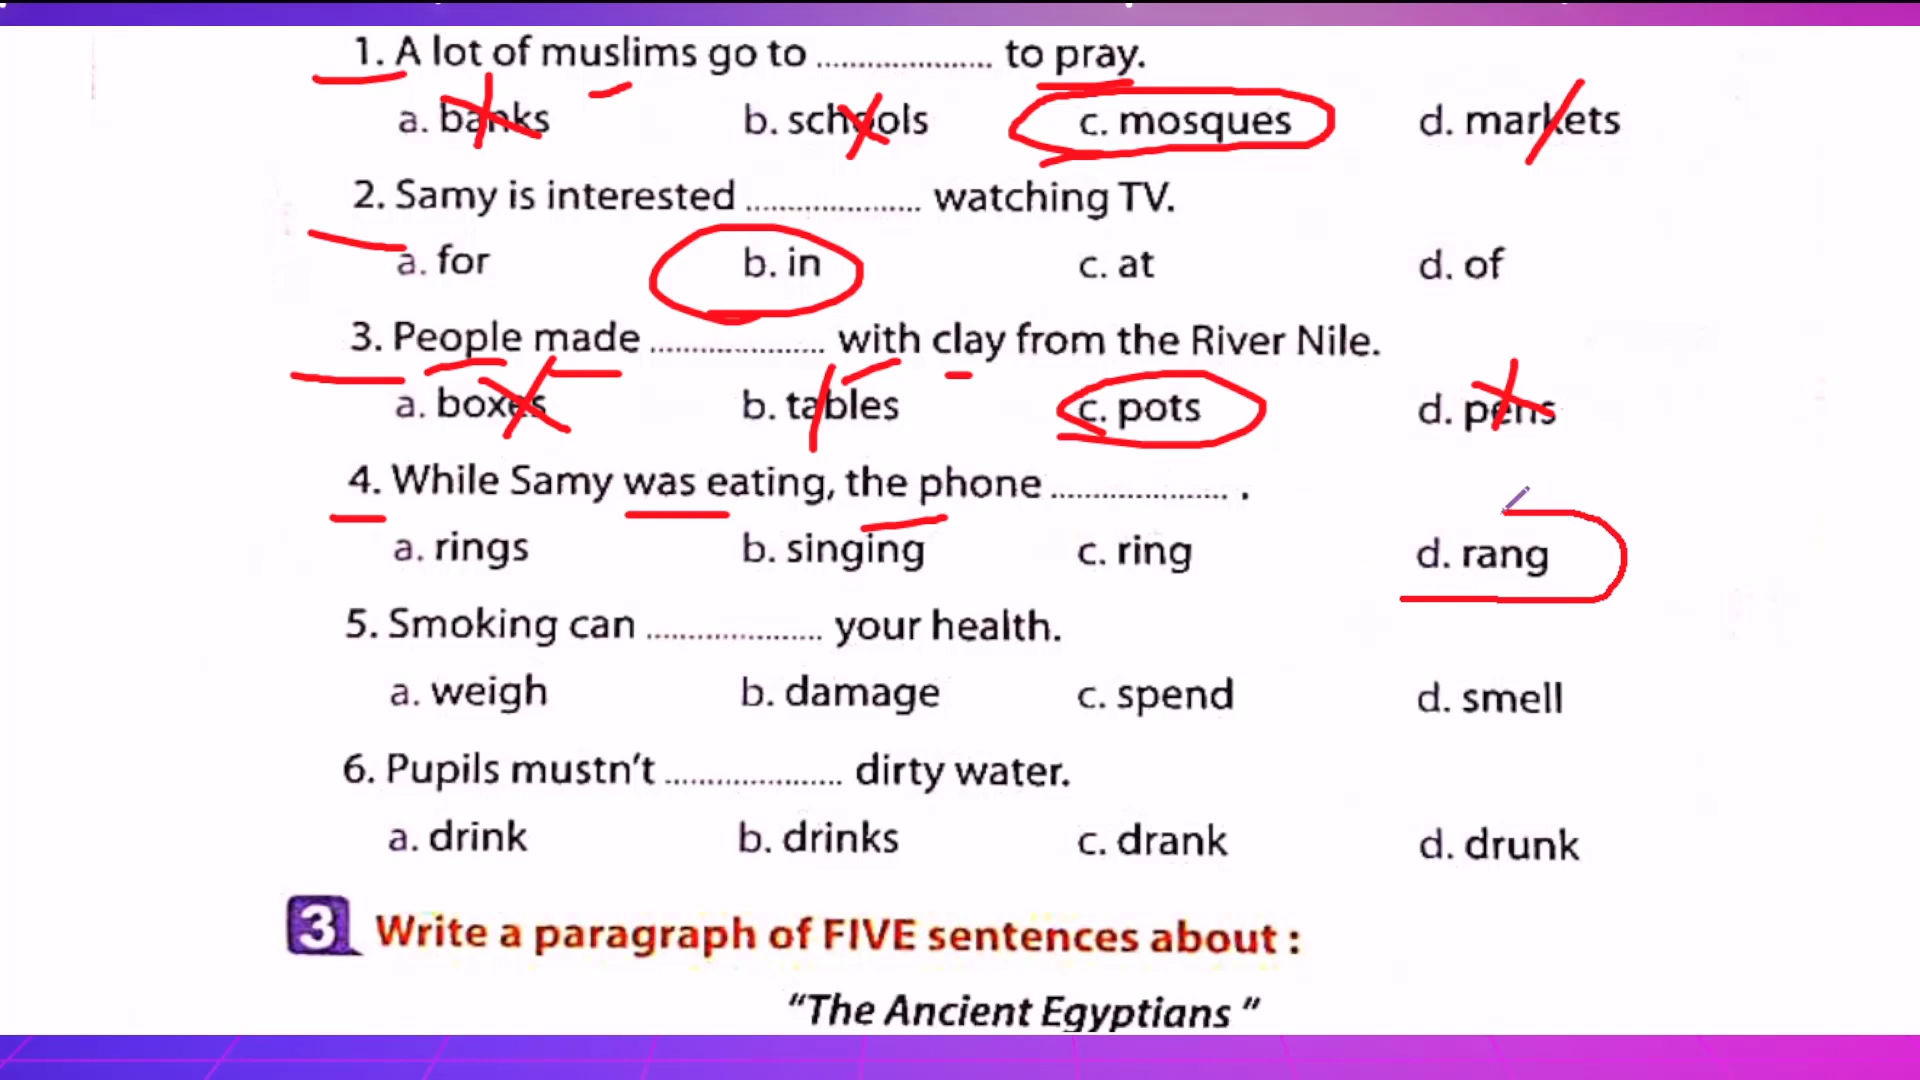 1. A lot of muslims go to .................... to pray.
a. banks b. schools c. mosques d. markets
2. Samy is interested .................... watching TV.
a. for b. in c. at d. of
3. People made .................... with clay from the River Nile.
a. boxes b. tables c. pots d. pens
4. While Samy was eating, the phone .................... .
a. rings b. singing c. ring d. rang
5. Smoking can .................... your health.
a. weigh b. damage c. spend d. smell
6. Pupils mustn't .................... dirty water.
a. drink b. drinks c. drank d. drunk
3 Write a paragraph of FIVE sentences about :
"The Ancient Egyptians "